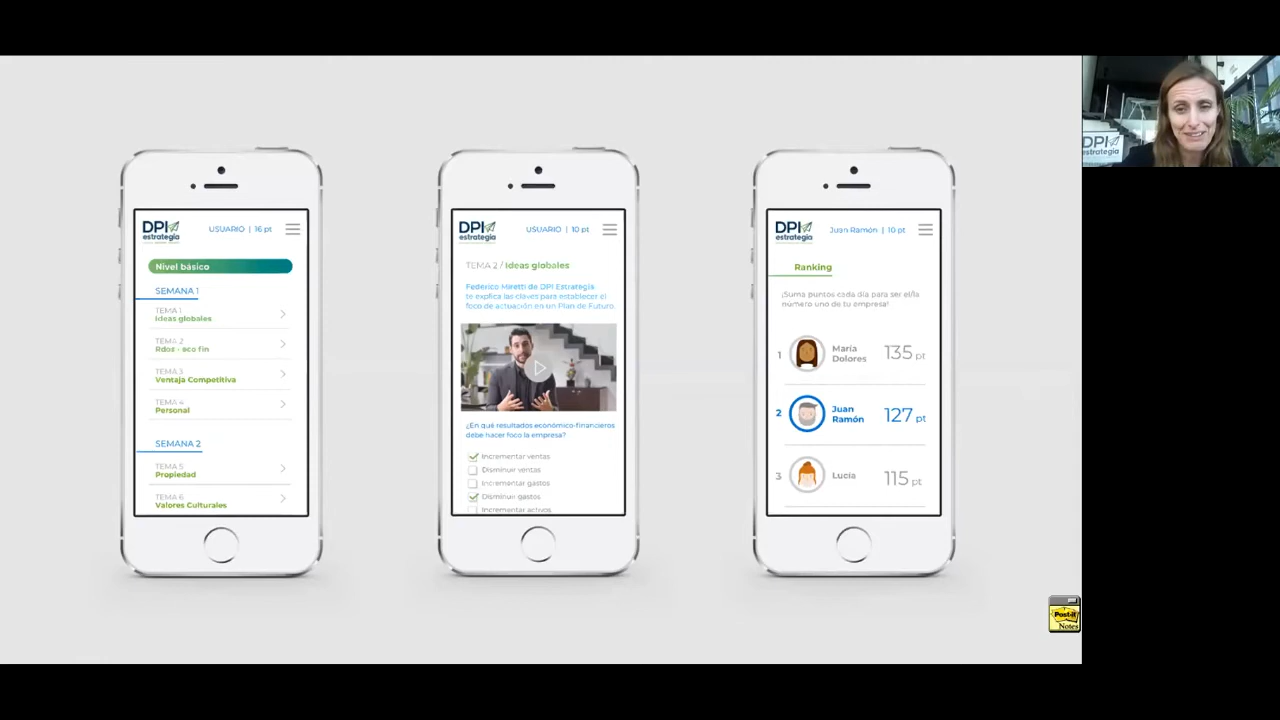 DPI
estrategia
USUARIO | 16 pt
Nivel básico
SEMANA 1
TEMA 1
Ideas globales
TEMA 2
Rdos - eco fin
TEMA 3
Ventaja Competitiva
TEMA 4
Personal
SEMANA 2
TEMA 5
Propiedad
TEMA 6
Valores Culturales
DPI
estrategia
USUARIO | 10 pt
TEMA 2 / Ideas globales
Federico Miretti de DPI Estrategia
te explica las claves para establecer el
foco de actuación en un Plan de Futuro.
¿En qué resultados económico-financieros
debe hacer foco la empresa?
Incrementar ventas
Disminuir ventas
Incrementar gastos
Disminuir gastos
Incrementar activos
DPI
estrategia
Juan Ramón | 10 pt
Ranking
¡Suma puntos cada día para ser el/la
número uno de tu empresa!
1 María Dolores 135 pt
2 Juan Ramón 127 pt
3 Lucía 115 pt
DPI
estrategia
Post-it
Notes